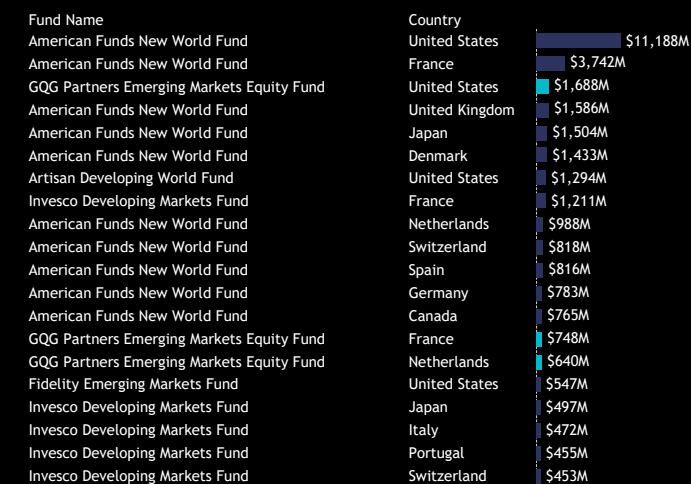 Fund Name Country
American Funds New World Fund United States $11,188M
American Funds New World Fund France $3,742M
GQG Partners Emerging Markets Equity Fund United States $1,688M
American Funds New World Fund United Kingdom $1,586M
American Funds New World Fund Japan $1,504M
American Funds New World Fund Denmark $1,433M
Artisan Developing World Fund United States $1,294M
Invesco Developing Markets Fund France $1,211M
American Funds New World Fund Netherlands $988M
American Funds New World Fund Switzerland $818M
American Funds New World Fund Spain $816M
American Funds New World Fund Germany $783M
American Funds New World Fund Canada $765M
GQG Partners Emerging Markets Equity Fund France $748M
GQG Partners Emerging Markets Equity Fund Netherlands $640M
Fidelity Emerging Markets Fund United States $547M
Invesco Developing Markets Fund Japan $497M
Invesco Developing Markets Fund Italy $472M
Invesco Developing Markets Fund Portugal $455M
Invesco Developing Markets Fund Switzerland $453M